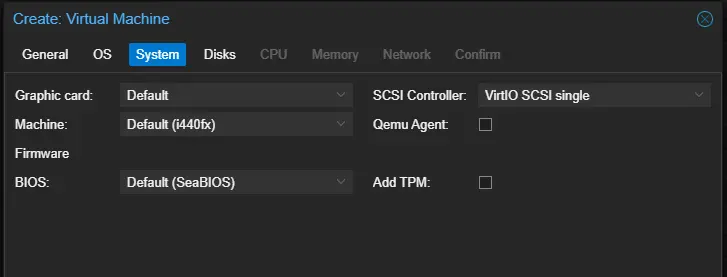 Create: Virtual Machine
General OS System Disks CPU Memory Network Confirm
Graphic card: Default SCSI Controller: VirtIO SCSI single
Machine: Default (i440fx) Qemu Agent:
Firmware
BIOS: Default (SeaBIOS) Add TPM: